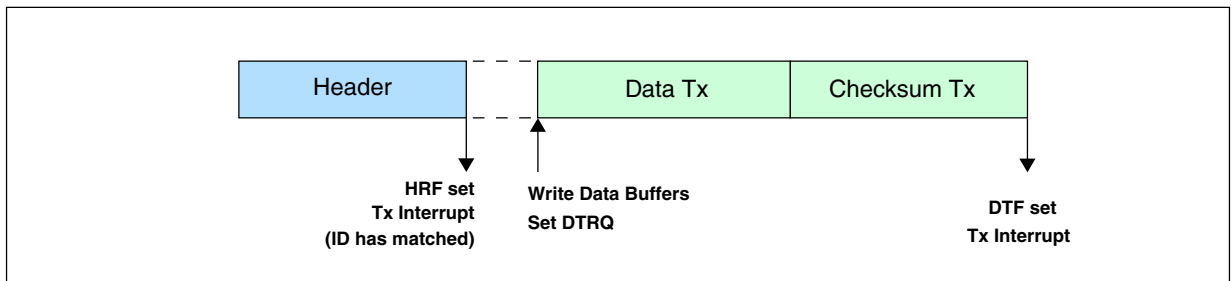 Header
Data Tx
Checksum Tx
HRF set
Tx Interrupt
(ID has matched)
Write Data Buffers
Set DTRQ
DTF set
Tx Interrupt